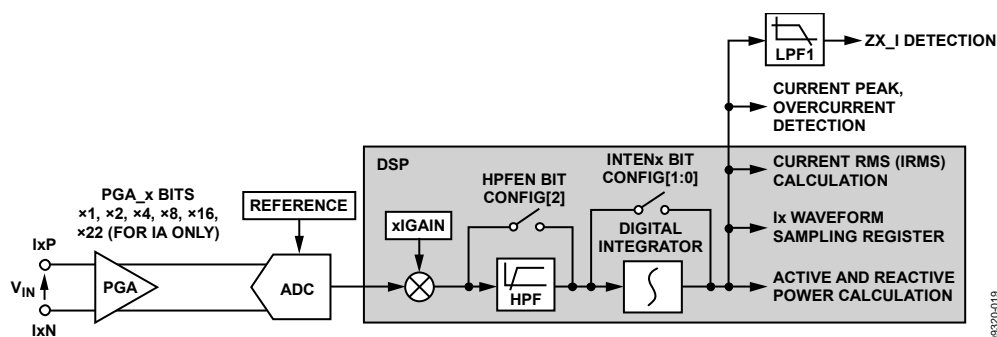 LPF1
ZX_I DETECTION
CURRENT PEAK,
OVERCURRENT
DETECTION
DSP
HPFEN BIT
CONFIG[2]
INTENx BIT
CONFIG[1:0]
CURRENT RMS (IRMS)
CALCULATION
PGA_x BITS
×1, ×2, ×4, ×8, ×16,
×22 (FOR IA ONLY)
REFERENCE
xIGAIN
DIGITAL
INTEGRATOR
Ix WAVEFORM
SAMPLING REGISTER
IxP
VIN
IxN
PGA
ADC
HPF
ACTIVE AND REACTIVE
POWER CALCULATION